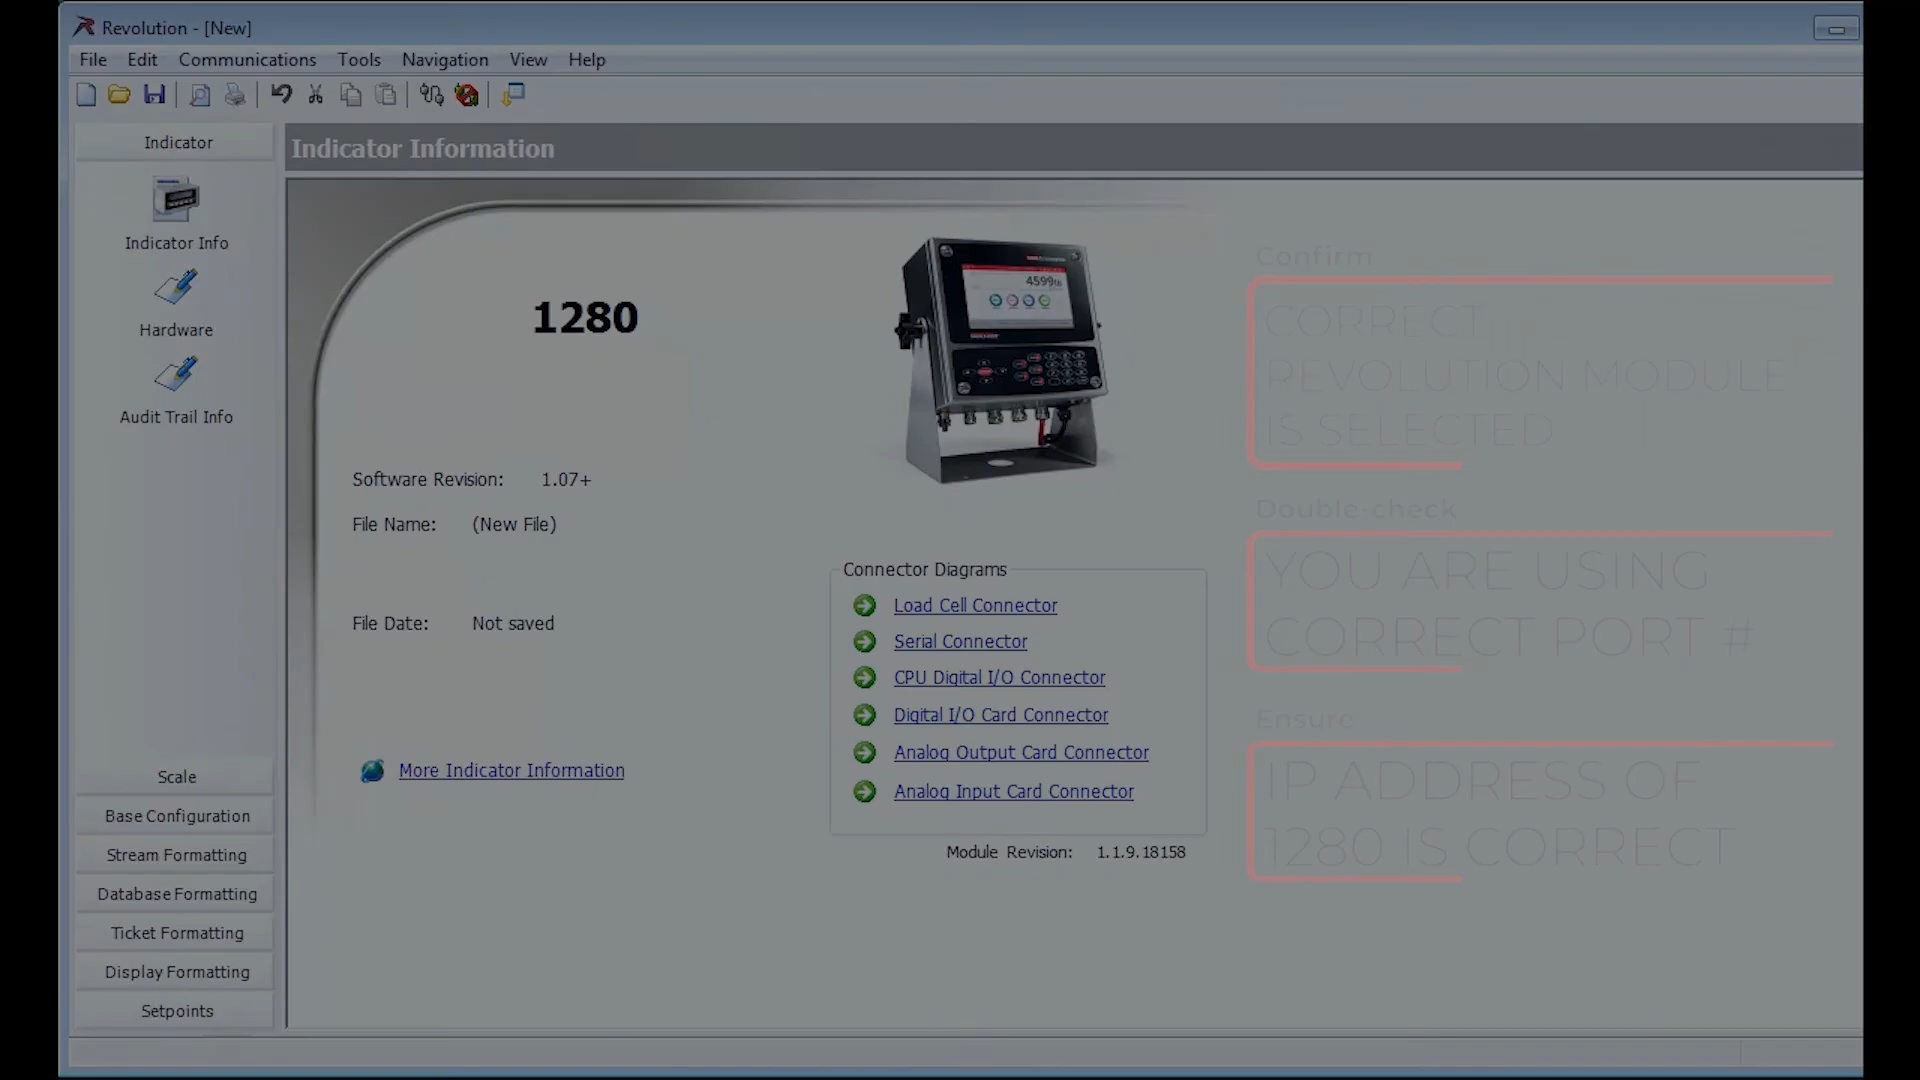 Revolution - [New]
File Edit Communications Tools Navigation View Help
Indicator
Indicator Info
Hardware
Audit Trail Info
Scale
Base Configuration
Stream Formatting
Database Formatting
Ticket Formatting
Display Formatting
Setpoints
Indicator Information
1280
Software Revision: 1.07+
File Name: (New File)
File Date: Not saved
More Indicator Information
4599
Connector Diagrams
Load Cell Connector
Serial Connector
CPU Digital I/O Connector
Digital I/O Card Connector
Analog Output Card Connector
Analog Input Card Connector
Module Revision: 1.1.9.18158
Confirm
CORRECT
REVOLUTION MODULE
IS SELECTED
Double-check
YOU ARE USING
CORRECT PORT #
Ensure
IP ADDRESS OF
1280 IS CORRECT